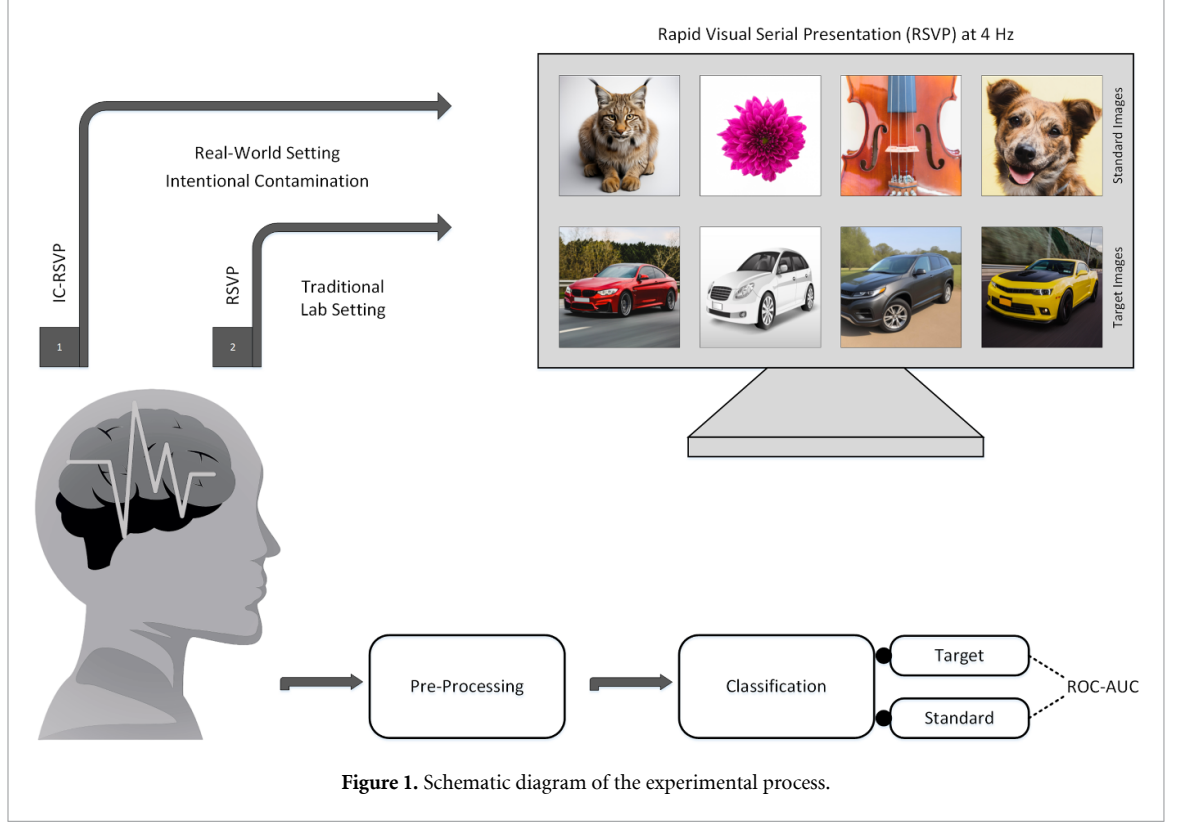 Rapid Visual Serial Presentation (RSVP) at 4 Hz
Real-World Setting
Intentional Contamination
IC-RSVP
1
RSVP
2
Traditional
Lab Setting
Standard Images
Target Images
Pre-Processing
Classification
Target
Standard
ROC-AUC
Figure 1. Schematic diagram of the experimental process.